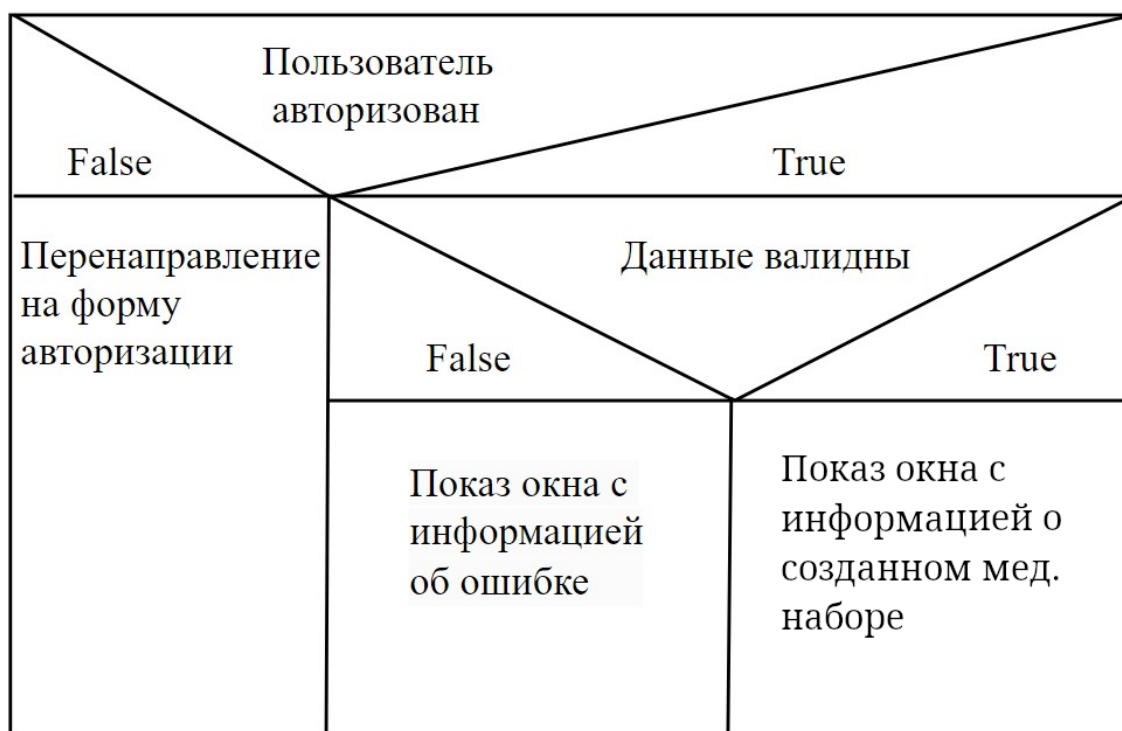 Пользователь
авторизован
False
True
Перенаправление
на форму
авторизации
Данные валидны
False
True
Показ окна с
информацией
об ошибке
Показ окна с
информацией о
созданном мед.
наборе